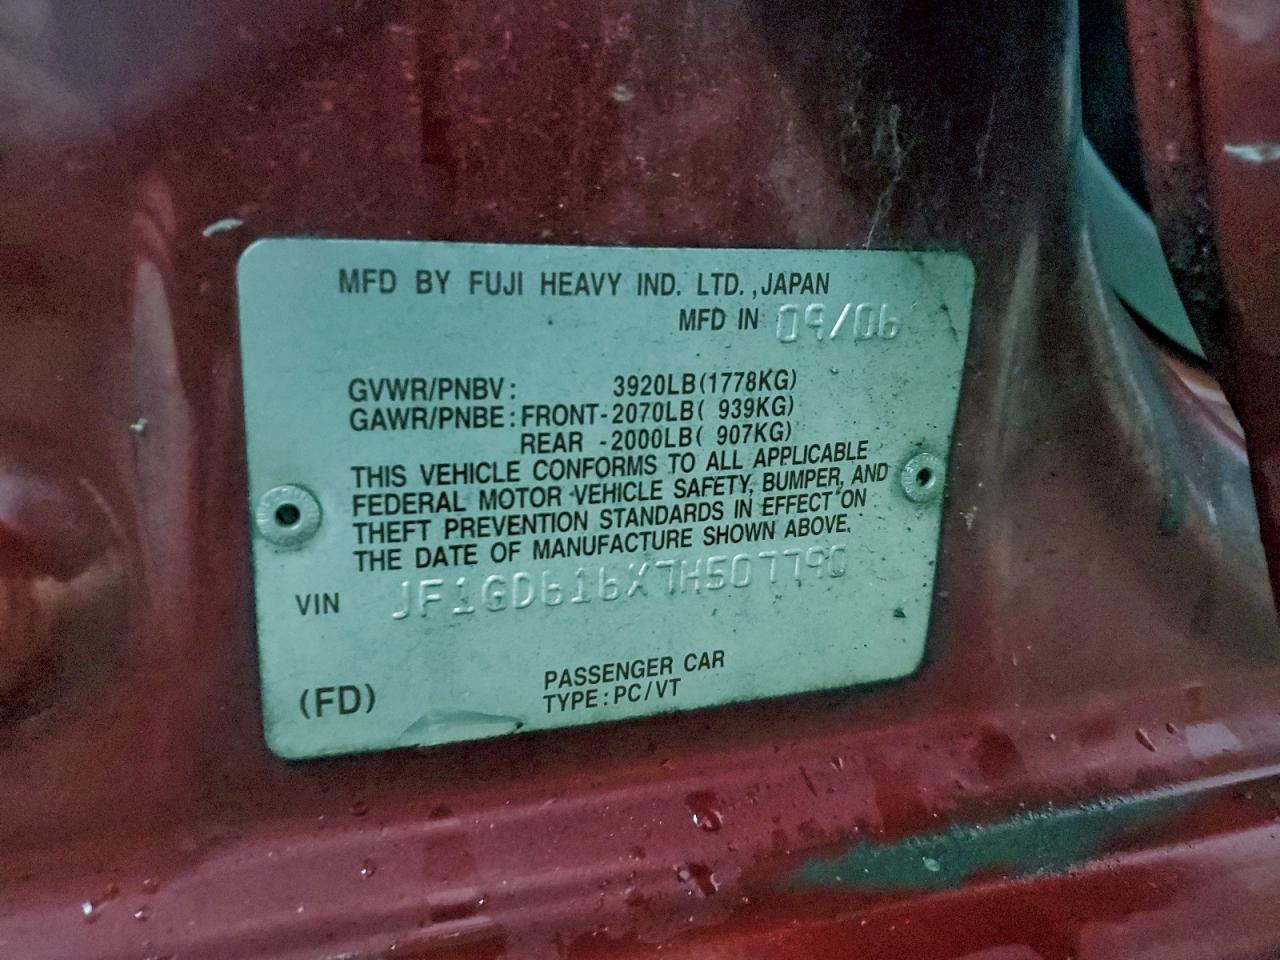 MFD BY FUJI HEAVY IND. LTD., JAPAN
MFD IN 09/06
GVWR/PNBV: 3920LB(1778KG)
GAWR/PNBE: FRONT-2070LB( 939KG)
REAR -2000LB( 907KG)
THIS VEHICLE CONFORMS TO ALL APPLICABLE
FEDERAL MOTOR VEHICLE SAFETY, BUMPER, AND
THEFT PREVENTION STANDARDS IN EFFECT ON
THE DATE OF MANUFACTURE SHOWN ABOVE.
VIN JF1GD616X7H507790
PASSENGER CAR
(FD) TYPE: PC/VT